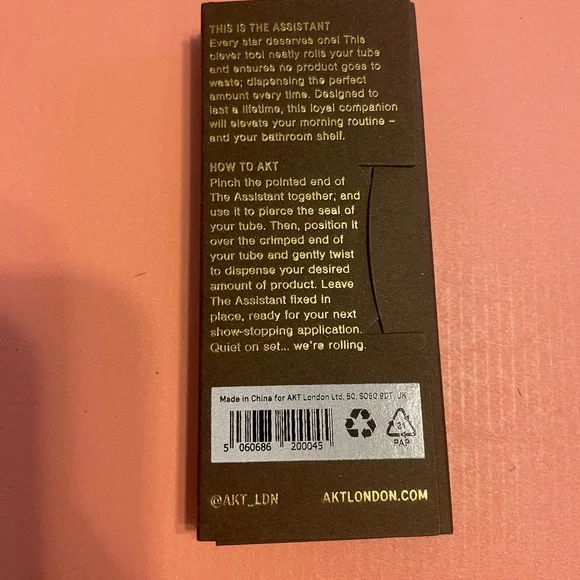 THIS IS THE ASSISTANT
Every star deserves one! This
clever tool neatly rolls your tube
and ensures no product goes to
waste; dispensing the perfect
amount every time. Designed to
last a lifetime, this loyal companion
will elevate your morning routine –
and your bathroom shelf.
HOW TO AKT
Pinch the pointed end of
The Assistant together; and
use it to pierce the seal of
your tube. Then, position it
over the crimped end of
your tube and gently twist
to dispense your desired
amount of product. Leave
The Assistant fixed in
place, ready for your next
show-stopping application.
Quiet on set... we're rolling.
Made in China for AKT London Ltd, 50, SO50 9DT, UK
5 060686 200045
21
PAP
@AKT_LDN AKTLONDON.COM